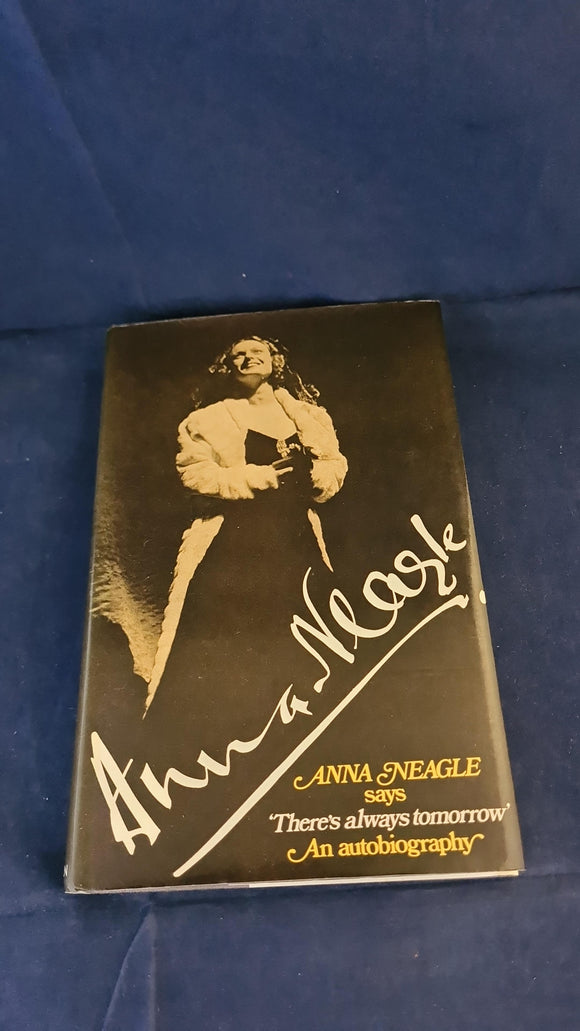 Anna Neagle.
ANNA NEAGLE
says
'There's always tomorrow'
An autobiography